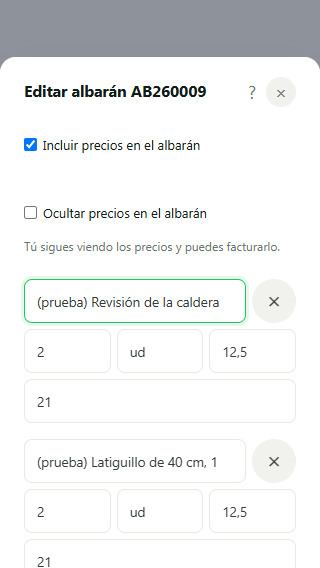 Editar albarán AB260009
?
×
Incluir precios en el albarán
Ocultar precios en el albarán
Tú sigues viendo los precios y puedes facturarlo.
(prueba) Revisión de la caldera
×
2
ud
12,5
21
(prueba) Latiguillo de 40 cm, 1
×
2
ud
12,5
21